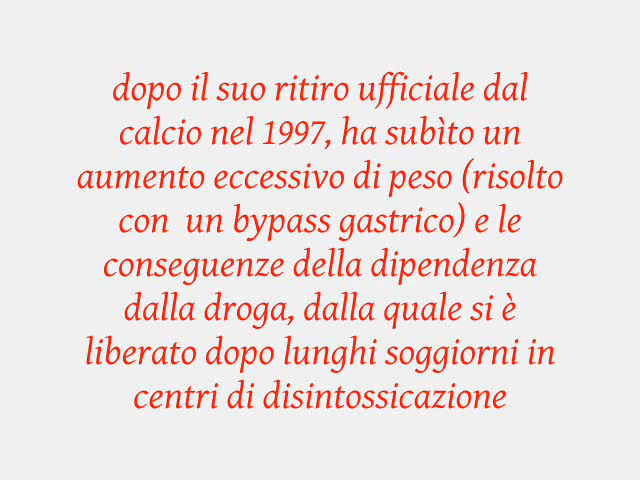 dopo il suo ritiro ufficiale dal
calcio nel 1997, ha subìto un
aumento eccessivo di peso (risolto
con  un bypass gastrico) e le
conseguenze della dipendenza
dalla droga, dalla quale si è
liberato dopo lunghi soggiorni in
centri di disintossicazione